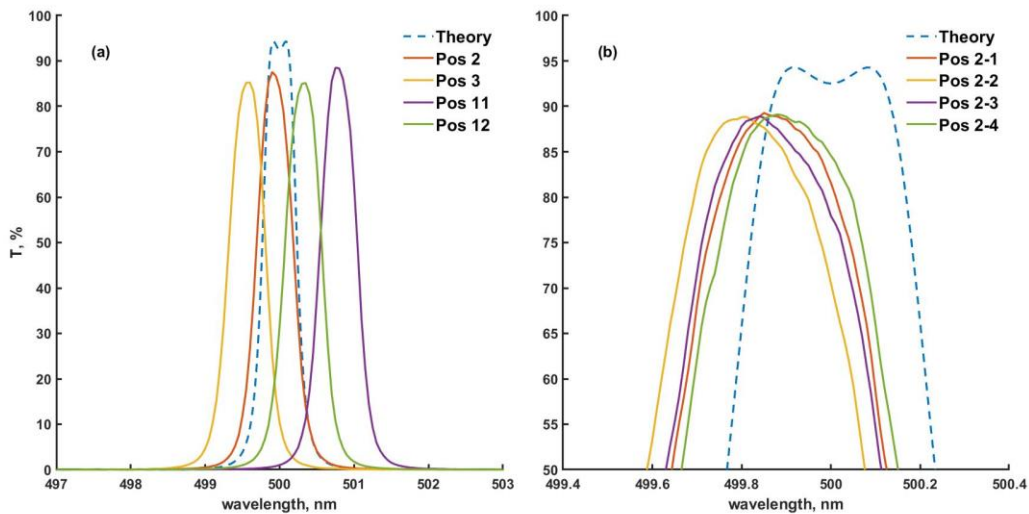 (a)
Theory
Pos 2
Pos 3
Pos 11
Pos 12
T, %
100
90
80
70
60
50
40
30
20
10
0
497 498 499 500 501 502 503
wavelength, nm
(b)
Theory
Pos 2-1
Pos 2-2
Pos 2-3
Pos 2-4
100
95
90
85
80
75
70
65
60
55
50
499.4 499.6 499.8 500 500.2 500.4
wavelength, nm